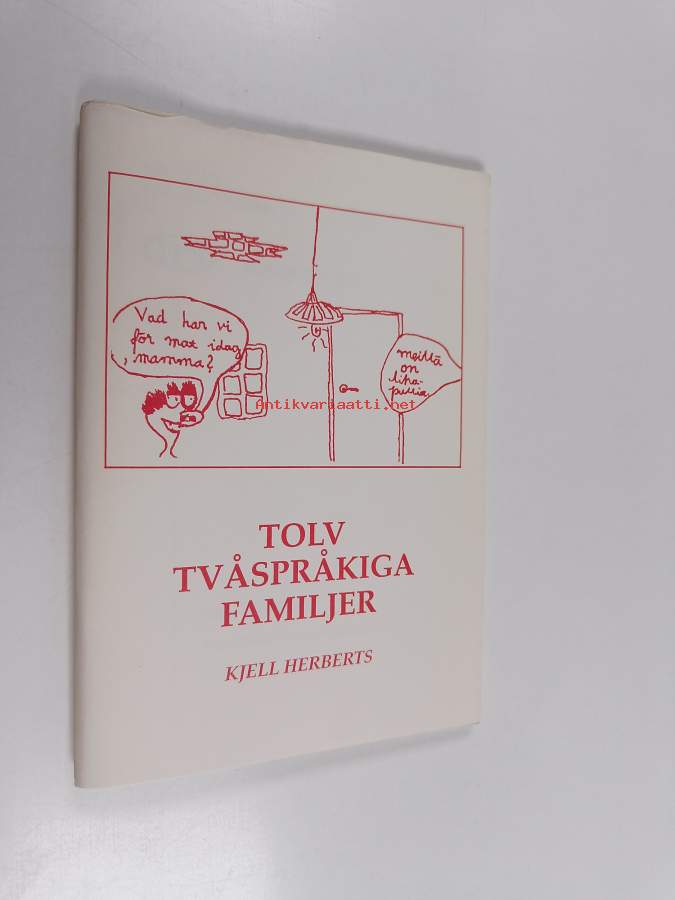 Vad har vi
för mat idag
, mamma?
meillä
on
liha-
pullia.
Antikvariaatti.net
TOLV
TVÅSPRÅKIGA
FAMILJER
KJELL HERBERTS